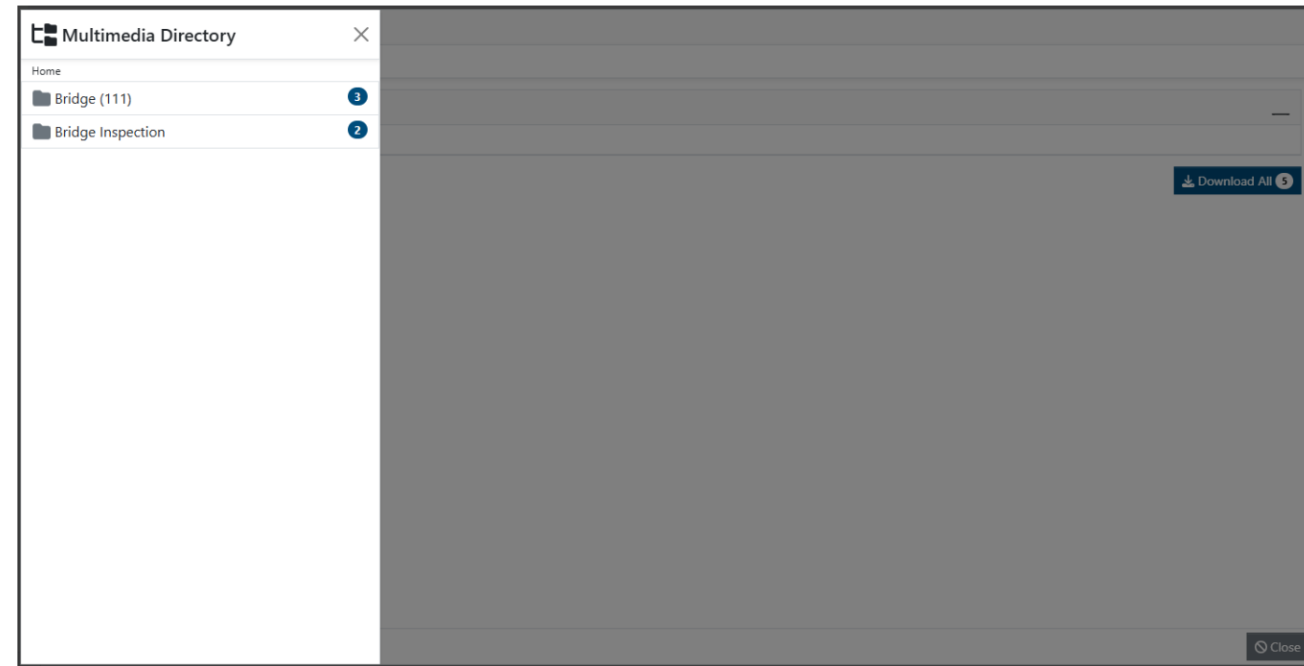 Multimedia Directory
Home
Bridge (111) 3
Bridge Inspection 2
Download All 5
Close